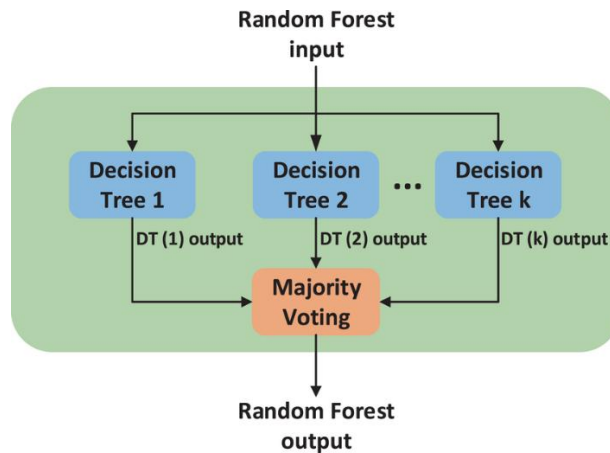 Random Forest
input
Decision
Tree 1
Decision
Tree 2
...
Decision
Tree k
DT (1) output
DT (2) output
DT (k) output
Majority
Voting
Random Forest
output